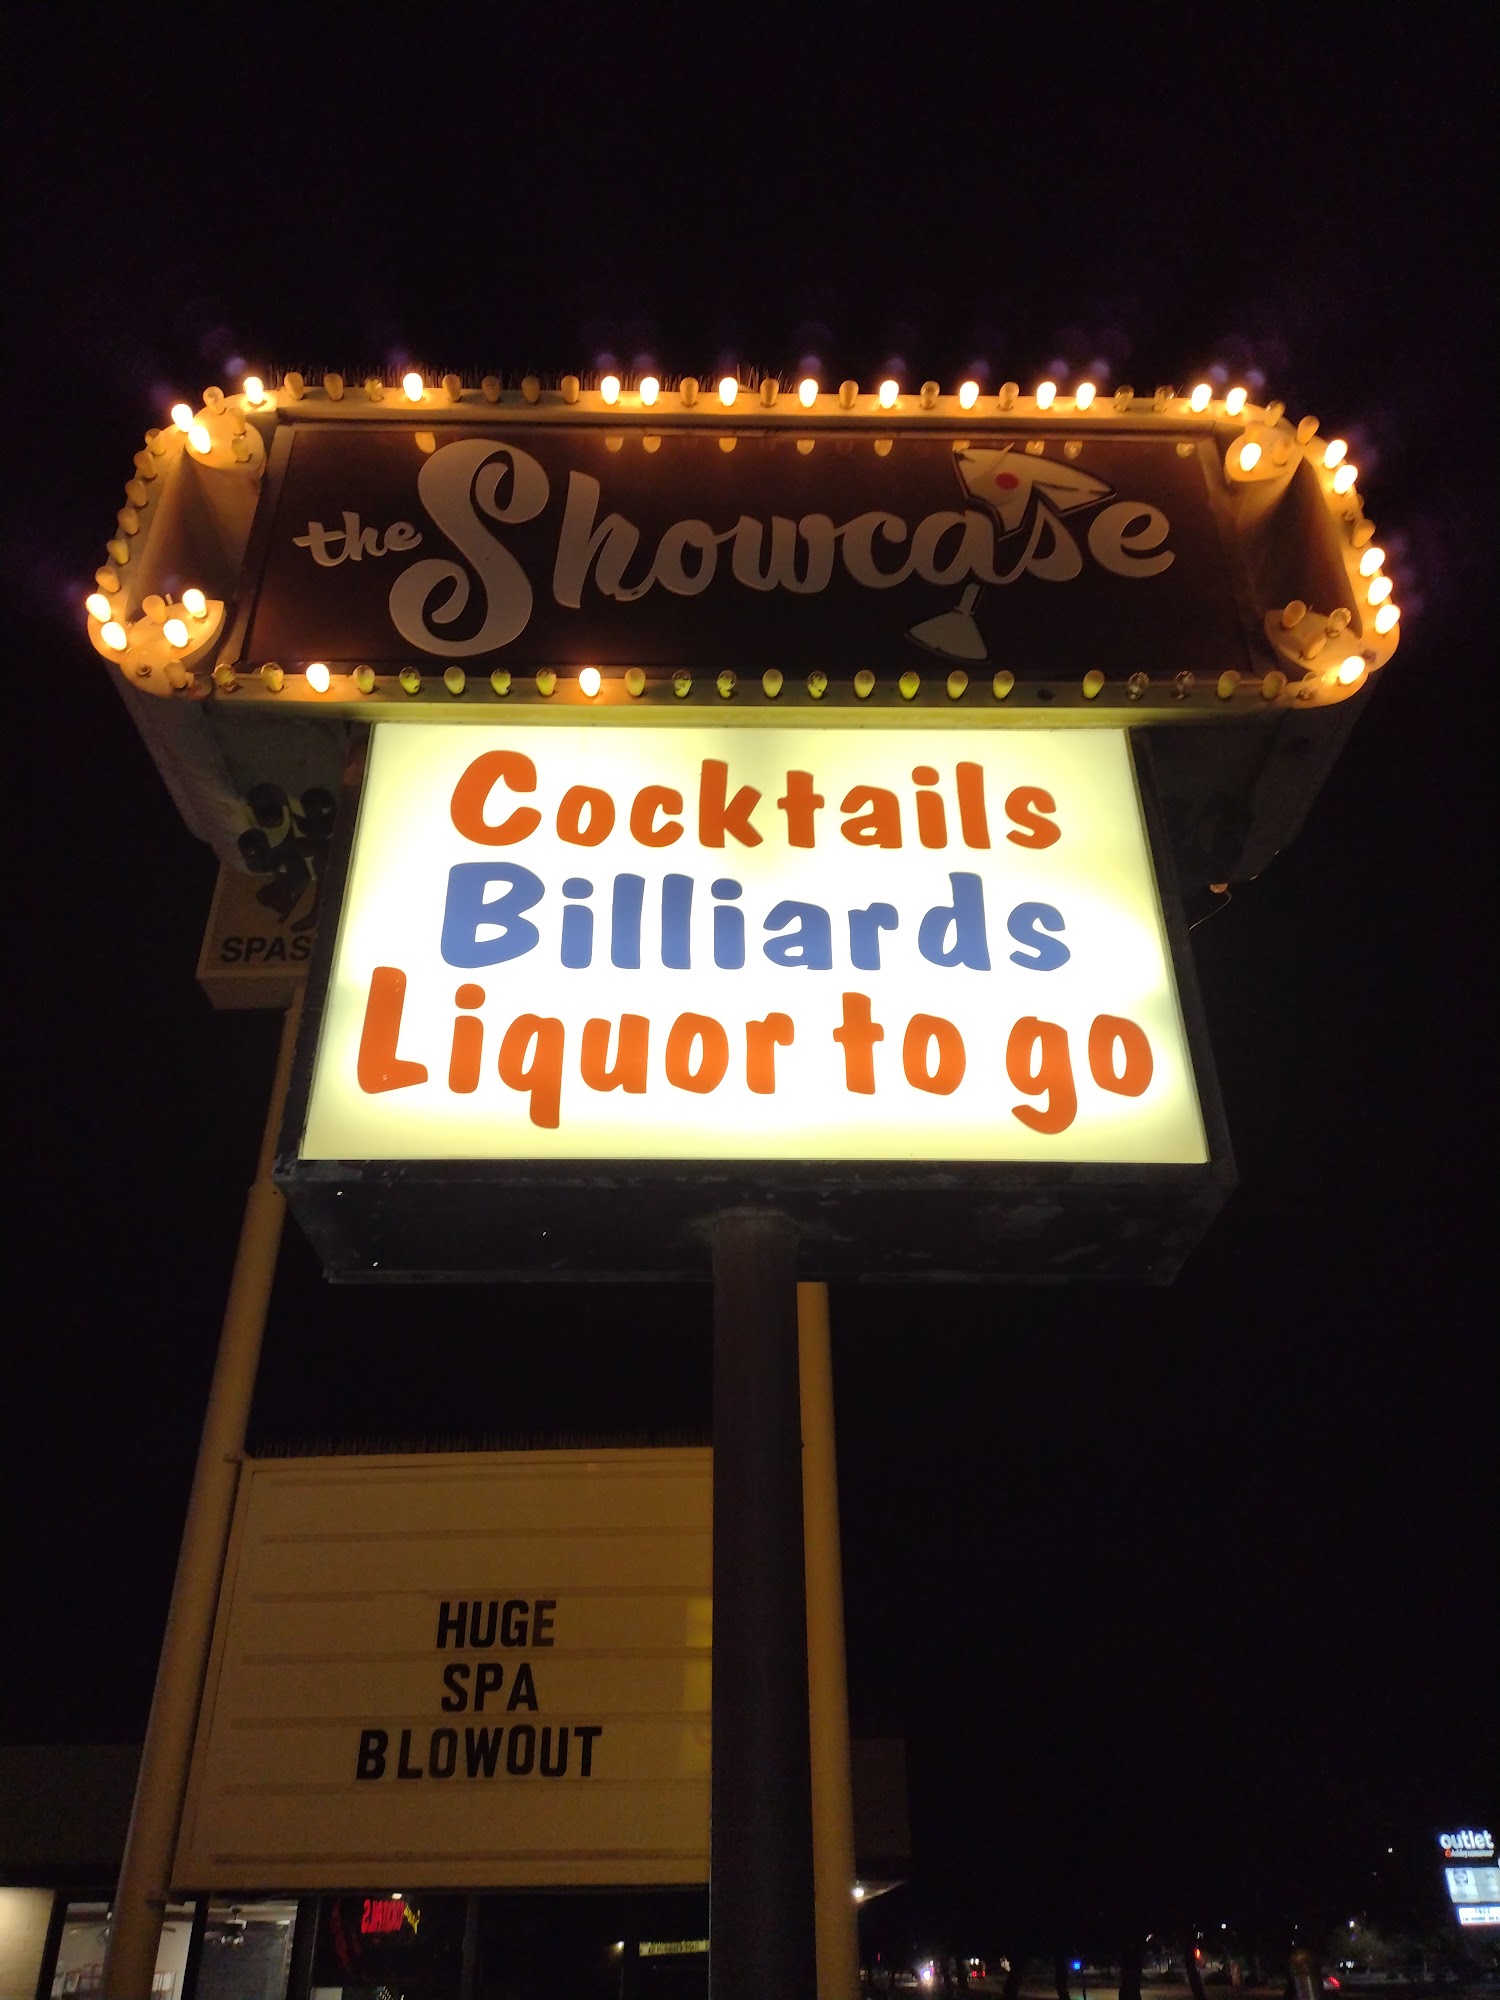 the Showcase
Cocktails
Billiards
Liquor to go
SPAS
HUGE
SPA
BLOWOUT
outlet